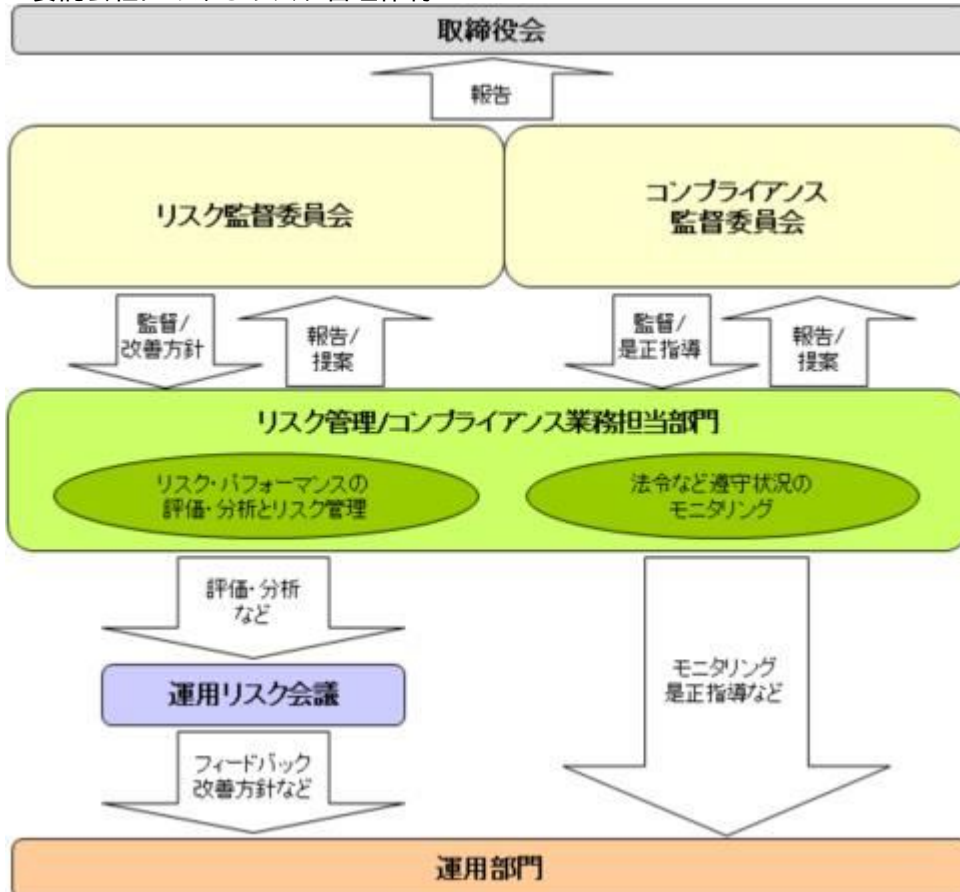 取締役会
報告
リスク監督委員会
コンプライアンス
監督委員会
監督/
改善方針
報告/
提案
監督/
是正指導
報告/
提案
リスク管理/コンプライアンス業務担当部門
リスク・パフォーマンスの
評価・分析とリスク管理
法令など遵守状況の
モニタリング
評価・分析
など
運用リスク会議
モニタリング
是正指導など
フィードバック
改善方針など
運用部門